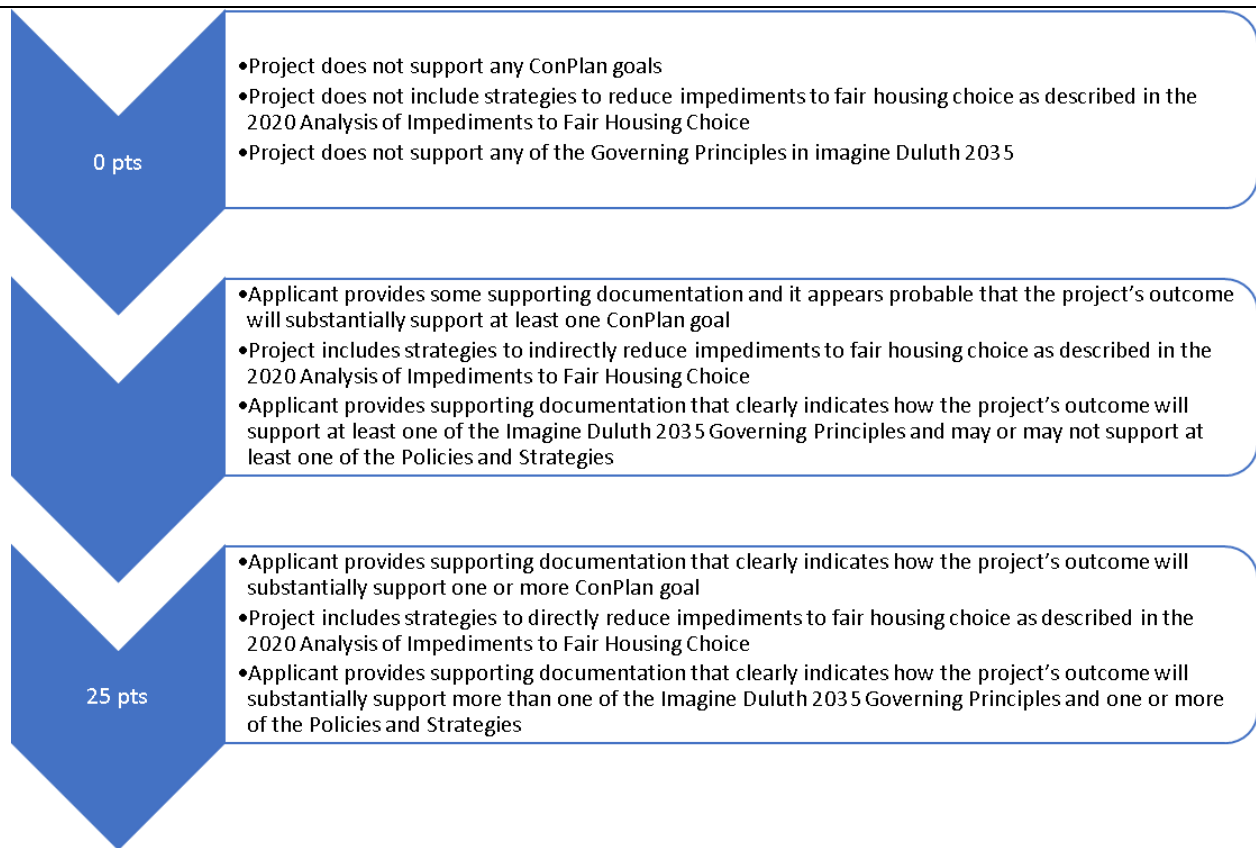 •Project does not support any ConPlan goals
•Project does not include strategies to reduce impediments to fair housing choice as described in the
2020 Analysis of Impediments to Fair Housing Choice
•Project does not support any of the Governing Principles in imagine Duluth 2035
0 pts
•Applicant provides some supporting documentation and it appears probable that the project's outcome
will substantially support at least one ConPlan goal
•Project includes strategies to indirectly reduce impediments to fair housing choice as described in the
2020 Analysis of Impediments to Fair Housing Choice
•Applicant provides supporting documentation that clearly indicates how the project's outcome will
support at least one of the Imagine Duluth 2035 Governing Principles and may or may not support at
least one of the Policies and Strategies
•Applicant provides supporting documentation that clearly indicates how the project's outcome will
substantially support one or more ConPlan goal
•Project includes strategies to directly reduce impediments to fair housing choice as described in the
2020 Analysis of Impediments to Fair Housing Choice
•Applicant provides supporting documentation that clearly indicates how the project's outcome will
substantially support more than one of the Imagine Duluth 2035 Governing Principles and one or more
of the Policies and Strategies
25 pts